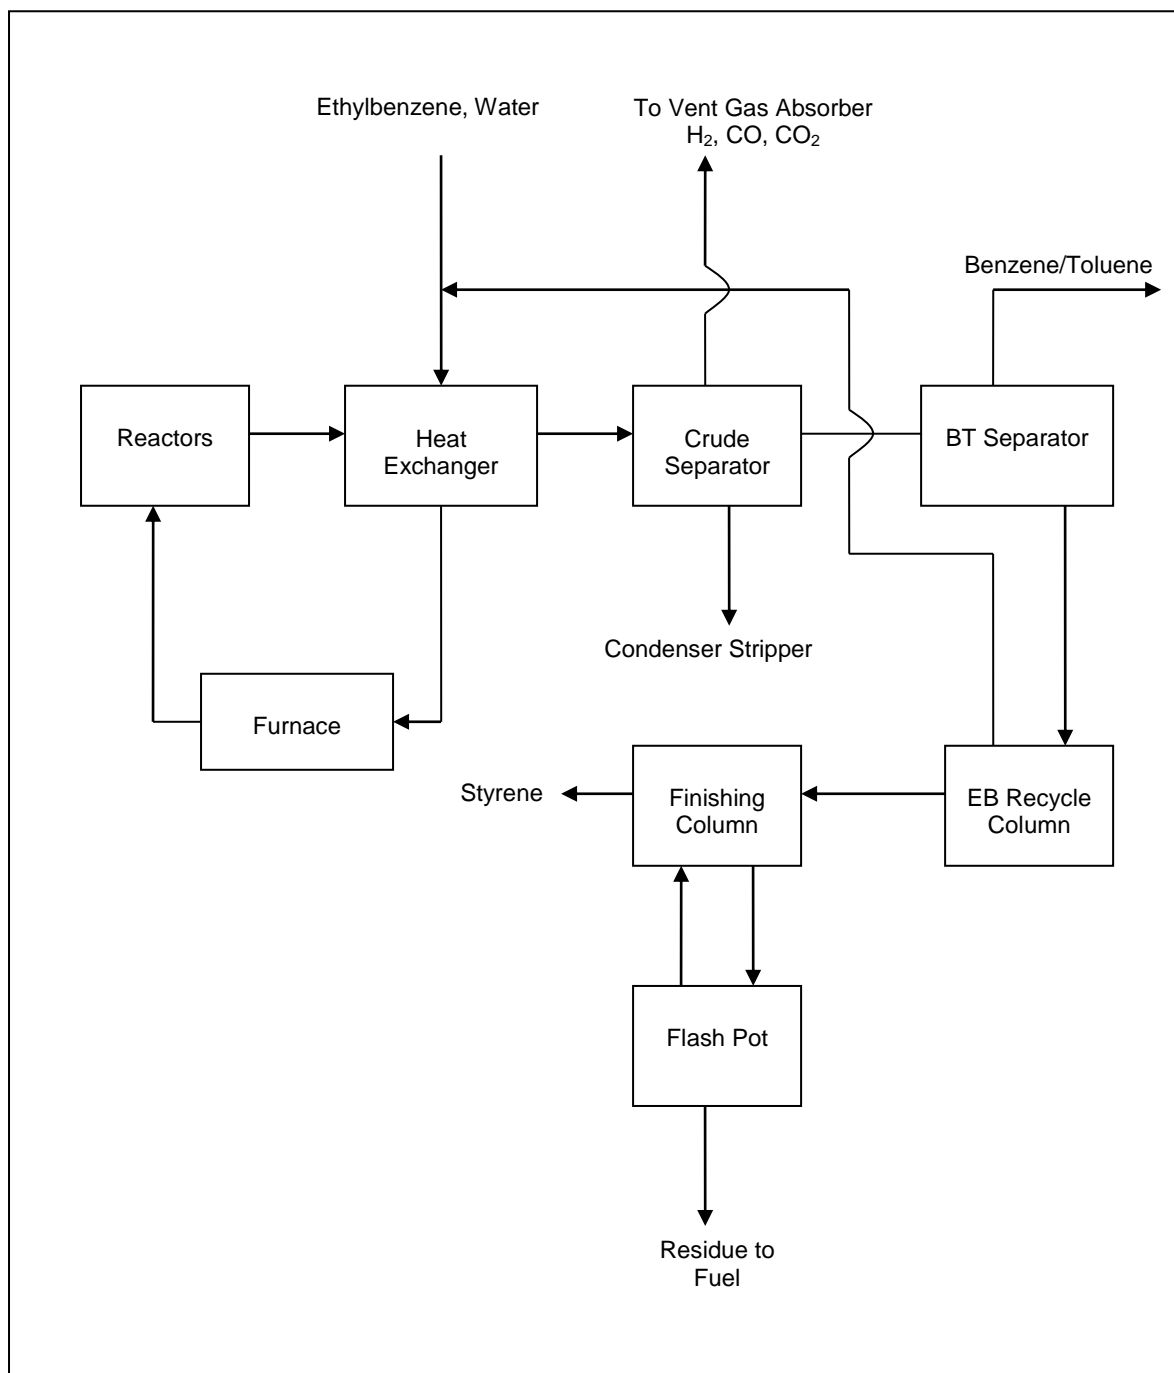 Ethylbenzene, Water
To Vent Gas Absorber
H₂, CO, CO₂
Benzene/Toluene
Reactors
Heat
Exchanger
Crude
Separator
BT Separator
Condenser Stripper
Furnace
Styrene
Finishing
Column
EB Recycle
Column
Flash Pot
Residue to
Fuel